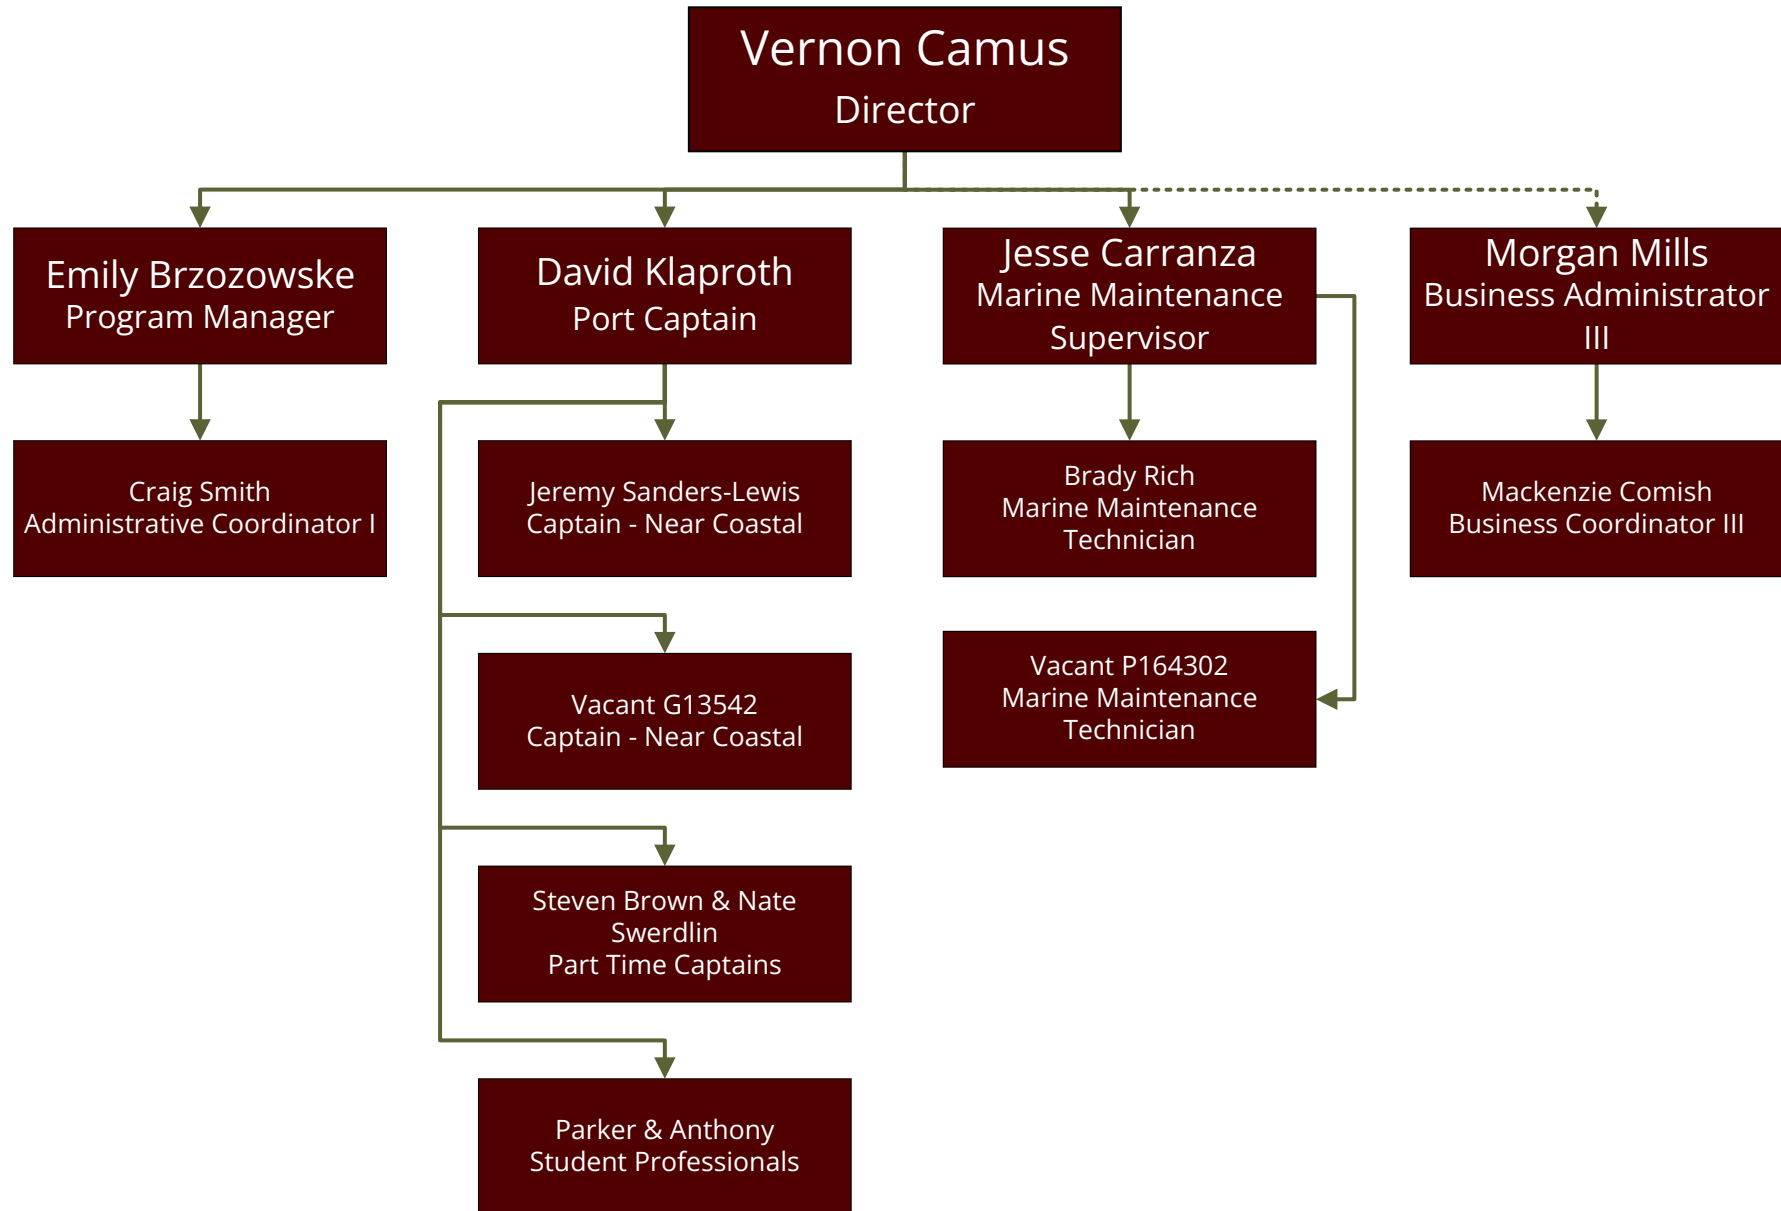 Vernon Camus
Director
Emily Brzozowske
Program Manager
David Klaproth
Port Captain
Jesse Carranza
Marine Maintenance
Supervisor
Morgan Mills
Business Administrator
III
Craig Smith
Administrative Coordinator I
Jeremy Sanders-Lewis
Captain - Near Coastal
Brady Rich
Marine Maintenance
Technician
Mackenzie Comish
Business Coordinator III
Vacant G13542
Captain - Near Coastal
Vacant P164302
Marine Maintenance
Technician
Steven Brown & Nate
Swerdlin
Part Time Captains
Parker & Anthony
Student Professionals